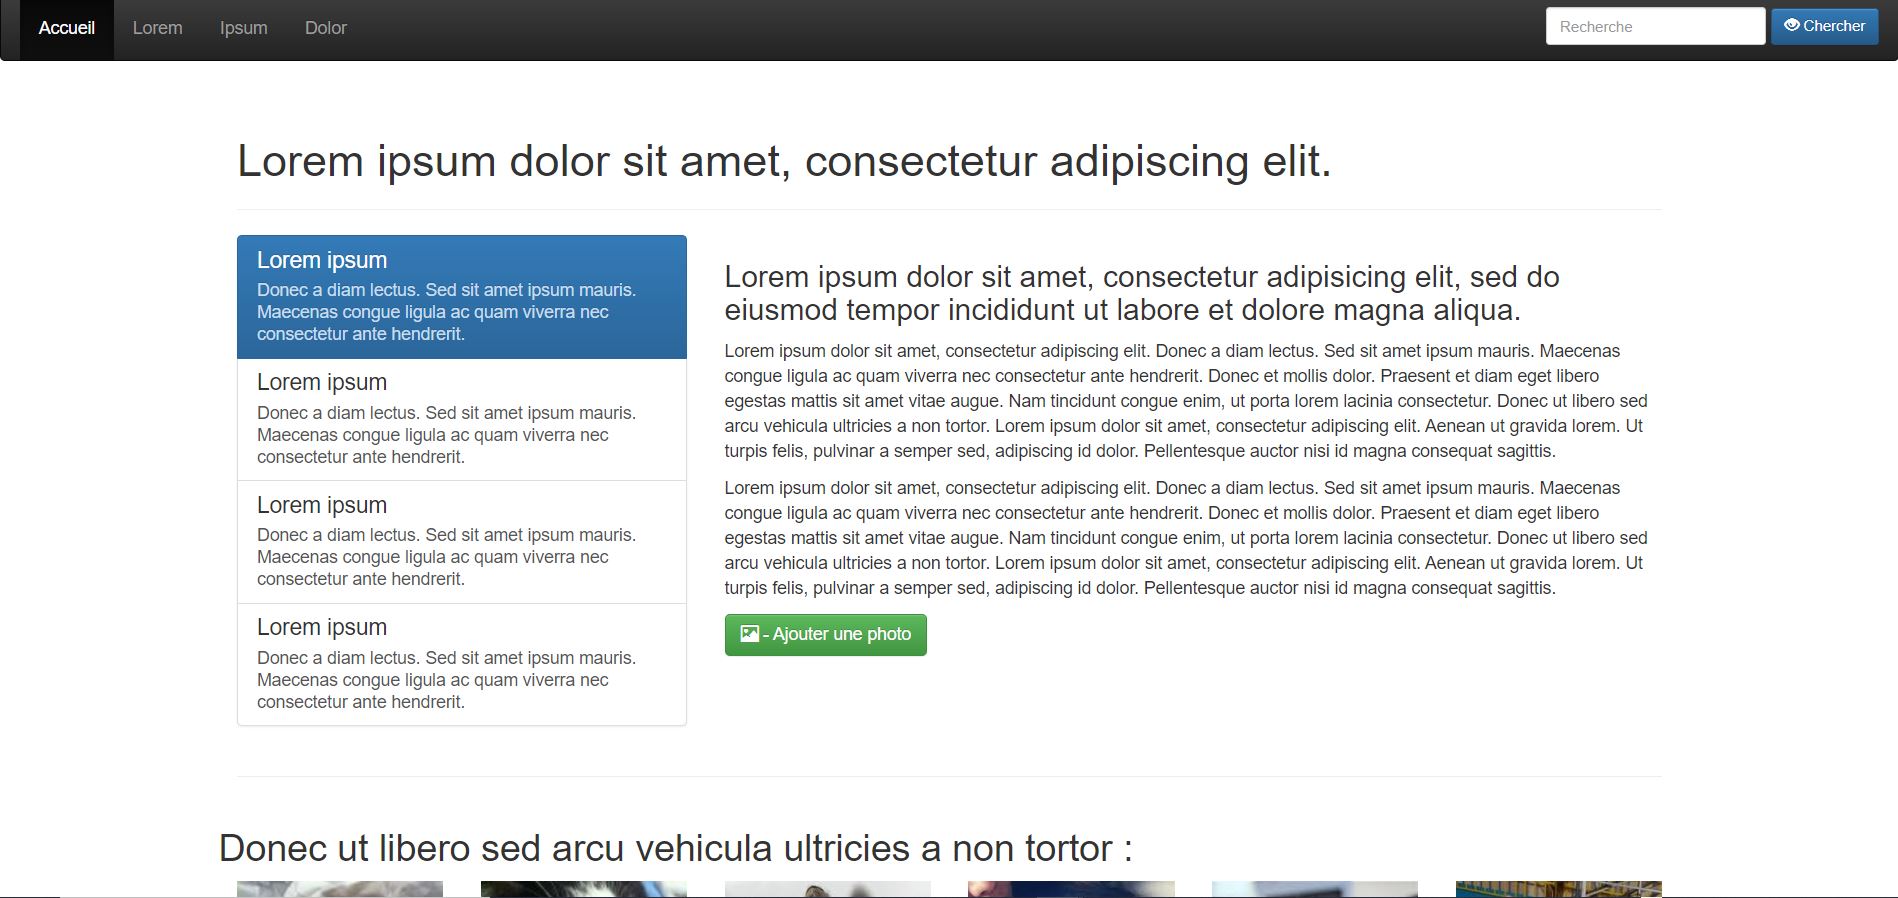 Accueil Lorem Ipsum Dolor Recherche Chercher
Lorem ipsum dolor sit amet, consectetur adipiscing elit.
Lorem ipsum
Donec a diam lectus. Sed sit amet ipsum mauris.
Maecenas congue ligula ac quam viverra nec
consectetur ante hendrerit.
Lorem ipsum
Donec a diam lectus. Sed sit amet ipsum mauris.
Maecenas congue ligula ac quam viverra nec
consectetur ante hendrerit.
Lorem ipsum
Donec a diam lectus. Sed sit amet ipsum mauris.
Maecenas congue ligula ac quam viverra nec
consectetur ante hendrerit.
Lorem ipsum
Donec a diam lectus. Sed sit amet ipsum mauris.
Maecenas congue ligula ac quam viverra nec
consectetur ante hendrerit.
Lorem ipsum dolor sit amet, consectetur adipisicing elit, sed do
eiusmod tempor incididunt ut labore et dolore magna aliqua.
Lorem ipsum dolor sit amet, consectetur adipiscing elit. Donec a diam lectus. Sed sit amet ipsum mauris. Maecenas
congue ligula ac quam viverra nec consectetur ante hendrerit. Donec et mollis dolor. Praesent et diam eget libero
egestas mattis sit amet vitae augue. Nam tincidunt congue enim, ut porta lorem lacinia consectetur. Donec ut libero sed
arcu vehicula ultricies a non tortor. Lorem ipsum dolor sit amet, consectetur adipiscing elit. Aenean ut gravida lorem. Ut
turpis felis, pulvinar a semper sed, adipiscing id dolor. Pellentesque auctor nisi id magna consequat sagittis.
Lorem ipsum dolor sit amet, consectetur adipiscing elit. Donec a diam lectus. Sed sit amet ipsum mauris. Maecenas
congue ligula ac quam viverra nec consectetur ante hendrerit. Donec et mollis dolor. Praesent et diam eget libero
egestas mattis sit amet vitae augue. Nam tincidunt congue enim, ut porta lorem lacinia consectetur. Donec ut libero sed
arcu vehicula ultricies a non tortor. Lorem ipsum dolor sit amet, consectetur adipiscing elit. Aenean ut gravida lorem. Ut
turpis felis, pulvinar a semper sed, adipiscing id dolor. Pellentesque auctor nisi id magna consequat sagittis.
- Ajouter une photo
Donec ut libero sed arcu vehicula ultricies a non tortor :